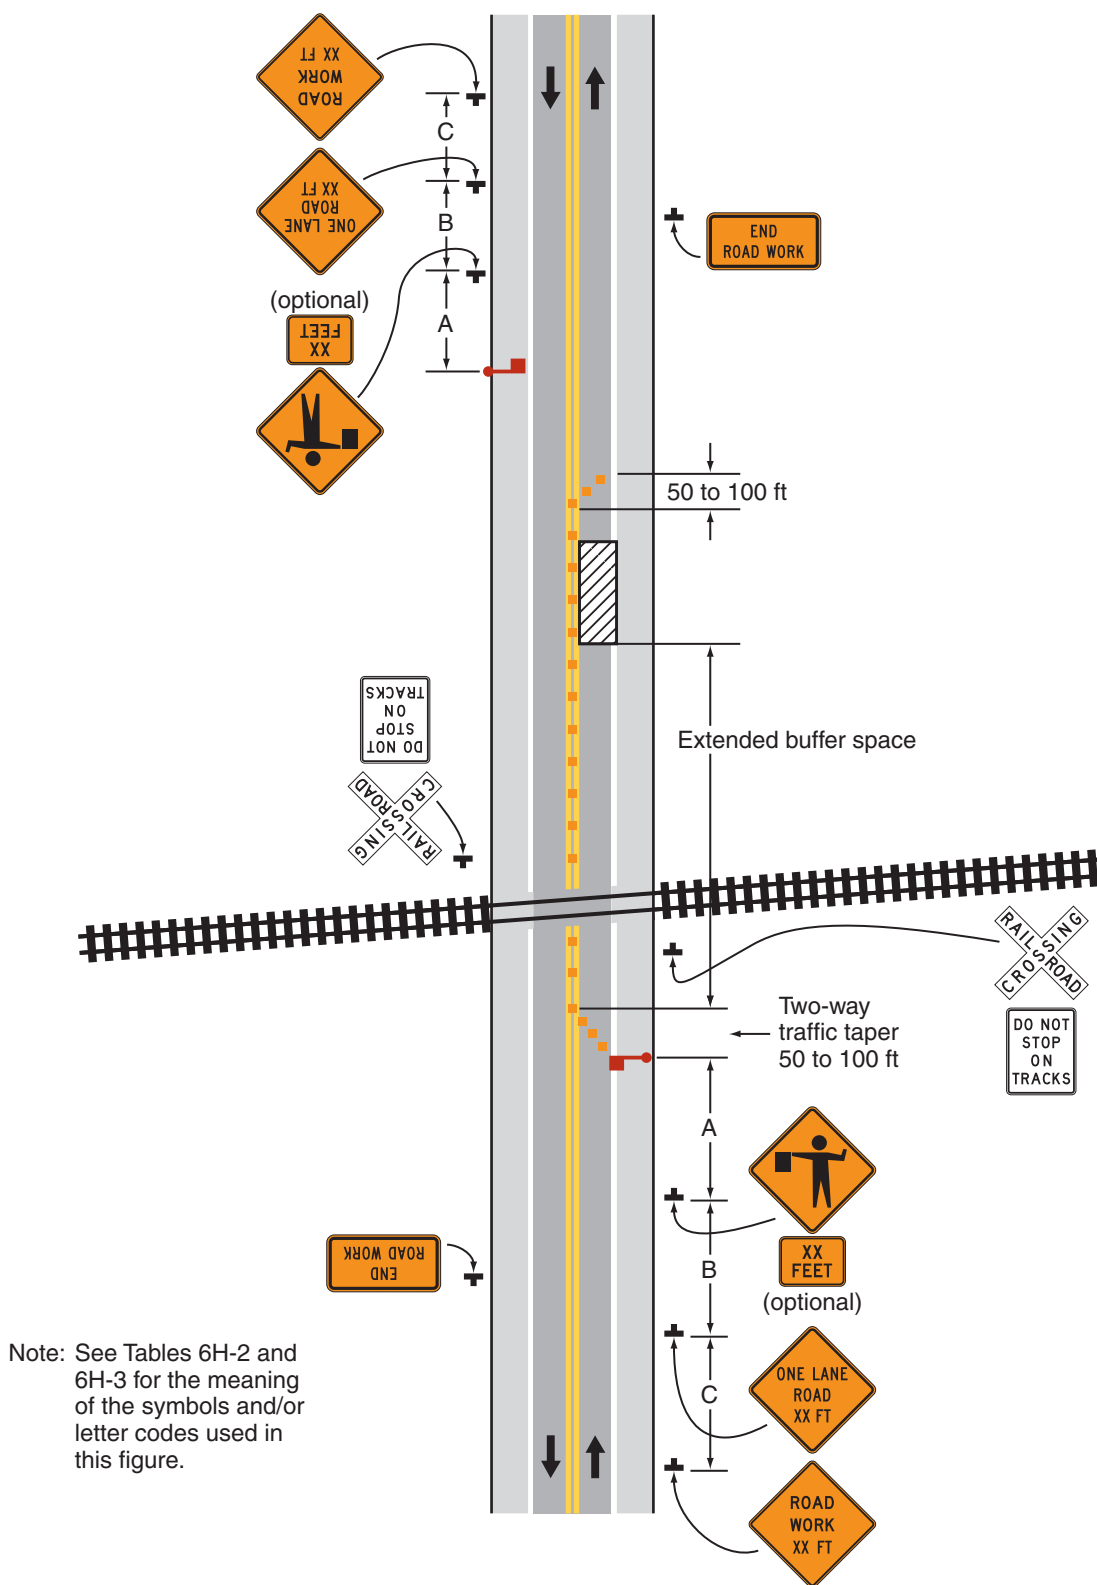 ROAD
WORK
XX FT
C
ONE LANE
ROAD
XX FT
B
END
ROAD WORK
(optional)
XX
FEET
A
50 to 100 ft
DO NOT
STOP
ON
TRACKS
Extended buffer space
RAILROAD
CROSSING
RAILROAD
CROSSING
Two-way
traffic taper
50 to 100 ft
DO NOT
STOP
ON
TRACKS
A
END
ROAD WORK
B
XX
FEET
(optional)
Note: See Tables 6H-2 and
6H-3 for the meaning
of the symbols and/or
letter codes used in
this figure.
C
ONE LANE
ROAD
XX FT
ROAD
WORK
XX FT